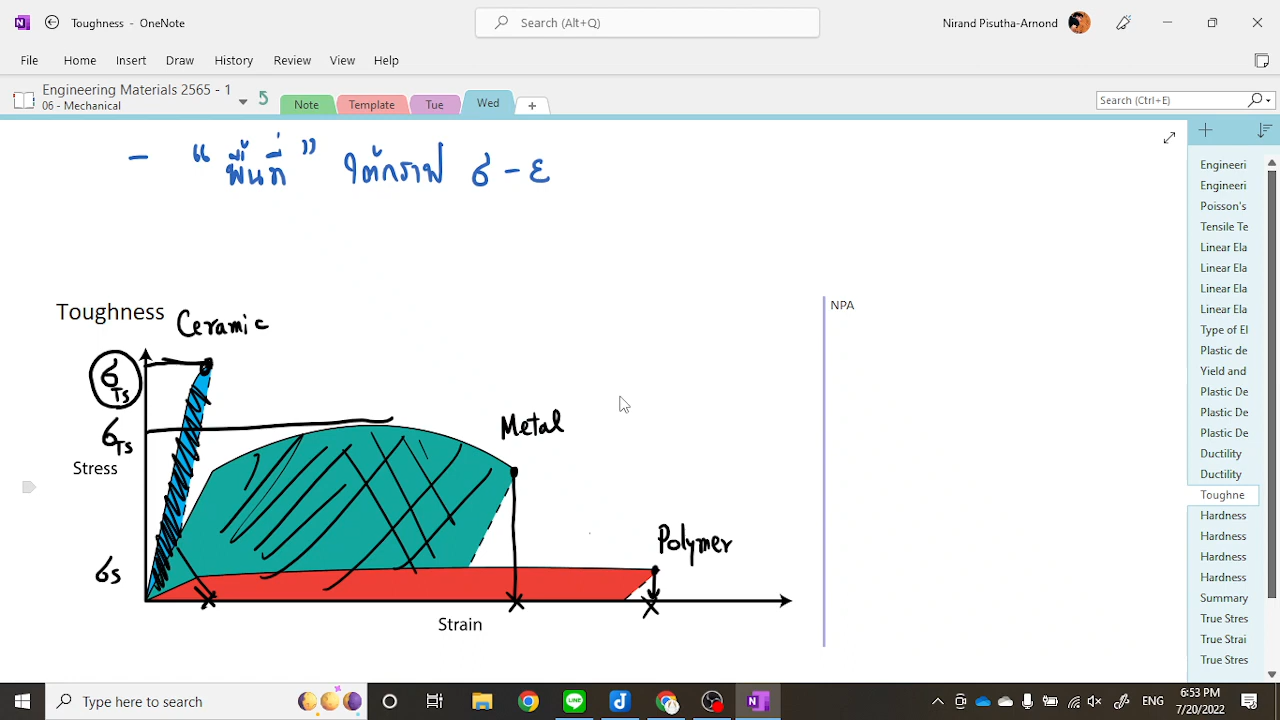 Toughness - OneNote
Search (Alt+Q)
Nirand Pisutha-Arnond
File Home Insert Draw History Review View Help
Engineering Materials 2565 - 1
06 - Mechanical
Note Template Tue Wed
Search (Ctrl+E)
- “พื้นที่” ใต้กราฟ σ - ε
Toughness
Ceramic
σTS
σTS
Metal
Stress
Polymer
σs
Strain
NPA
Engineeri
Engineeri
Poisson's
Tensile Te
Linear Ela
Linear Ela
Linear Ela
Linear Ela
Type of El
Plastic de
Yield and
Plastic De
Plastic De
Plastic De
Ductility
Ductility
Toughne
Hardness
Hardness
Hardness
Hardness
Summary
True Stres
True Strai
True Stres
Type here to search
ENG
6:53 PM
7/20/2022